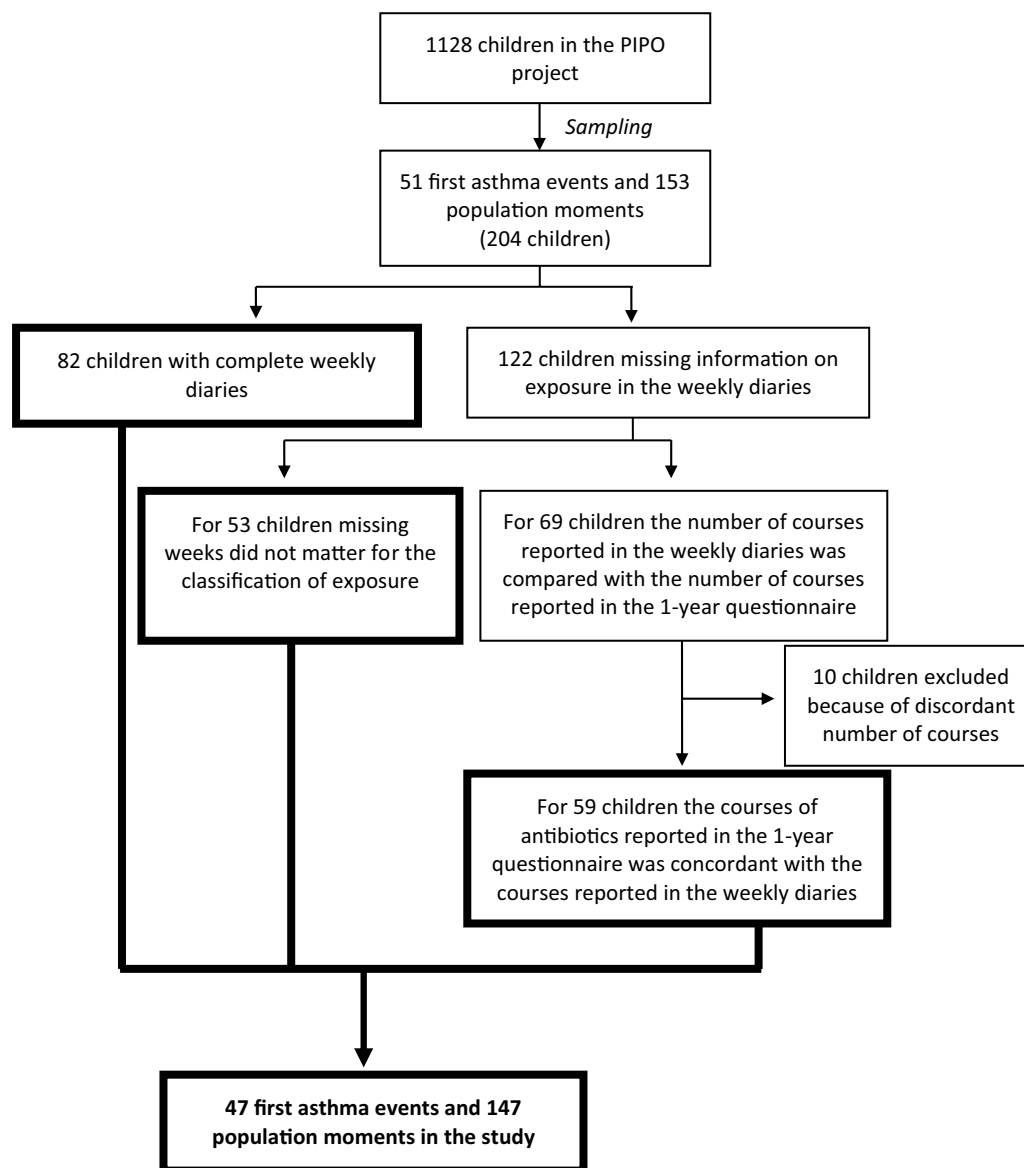 1128 children in the PIPO
project
Sampling
51 first asthma events and 153
population moments
(204 children)
82 children with complete weekly
diaries
122 children missing information on
exposure in the weekly diaries
For 53 children missing
weeks did not matter for the
classification of exposure
For 69 children the number of courses
reported in the weekly diaries was
compared with the number of courses
reported in the 1-year questionnaire
10 children excluded
because of discordant
number of courses
For 59 children the courses of
antibiotics reported in the 1-year
questionnaire was concordant with the
courses reported in the weekly diaries
47 first asthma events and 147
population moments in the study